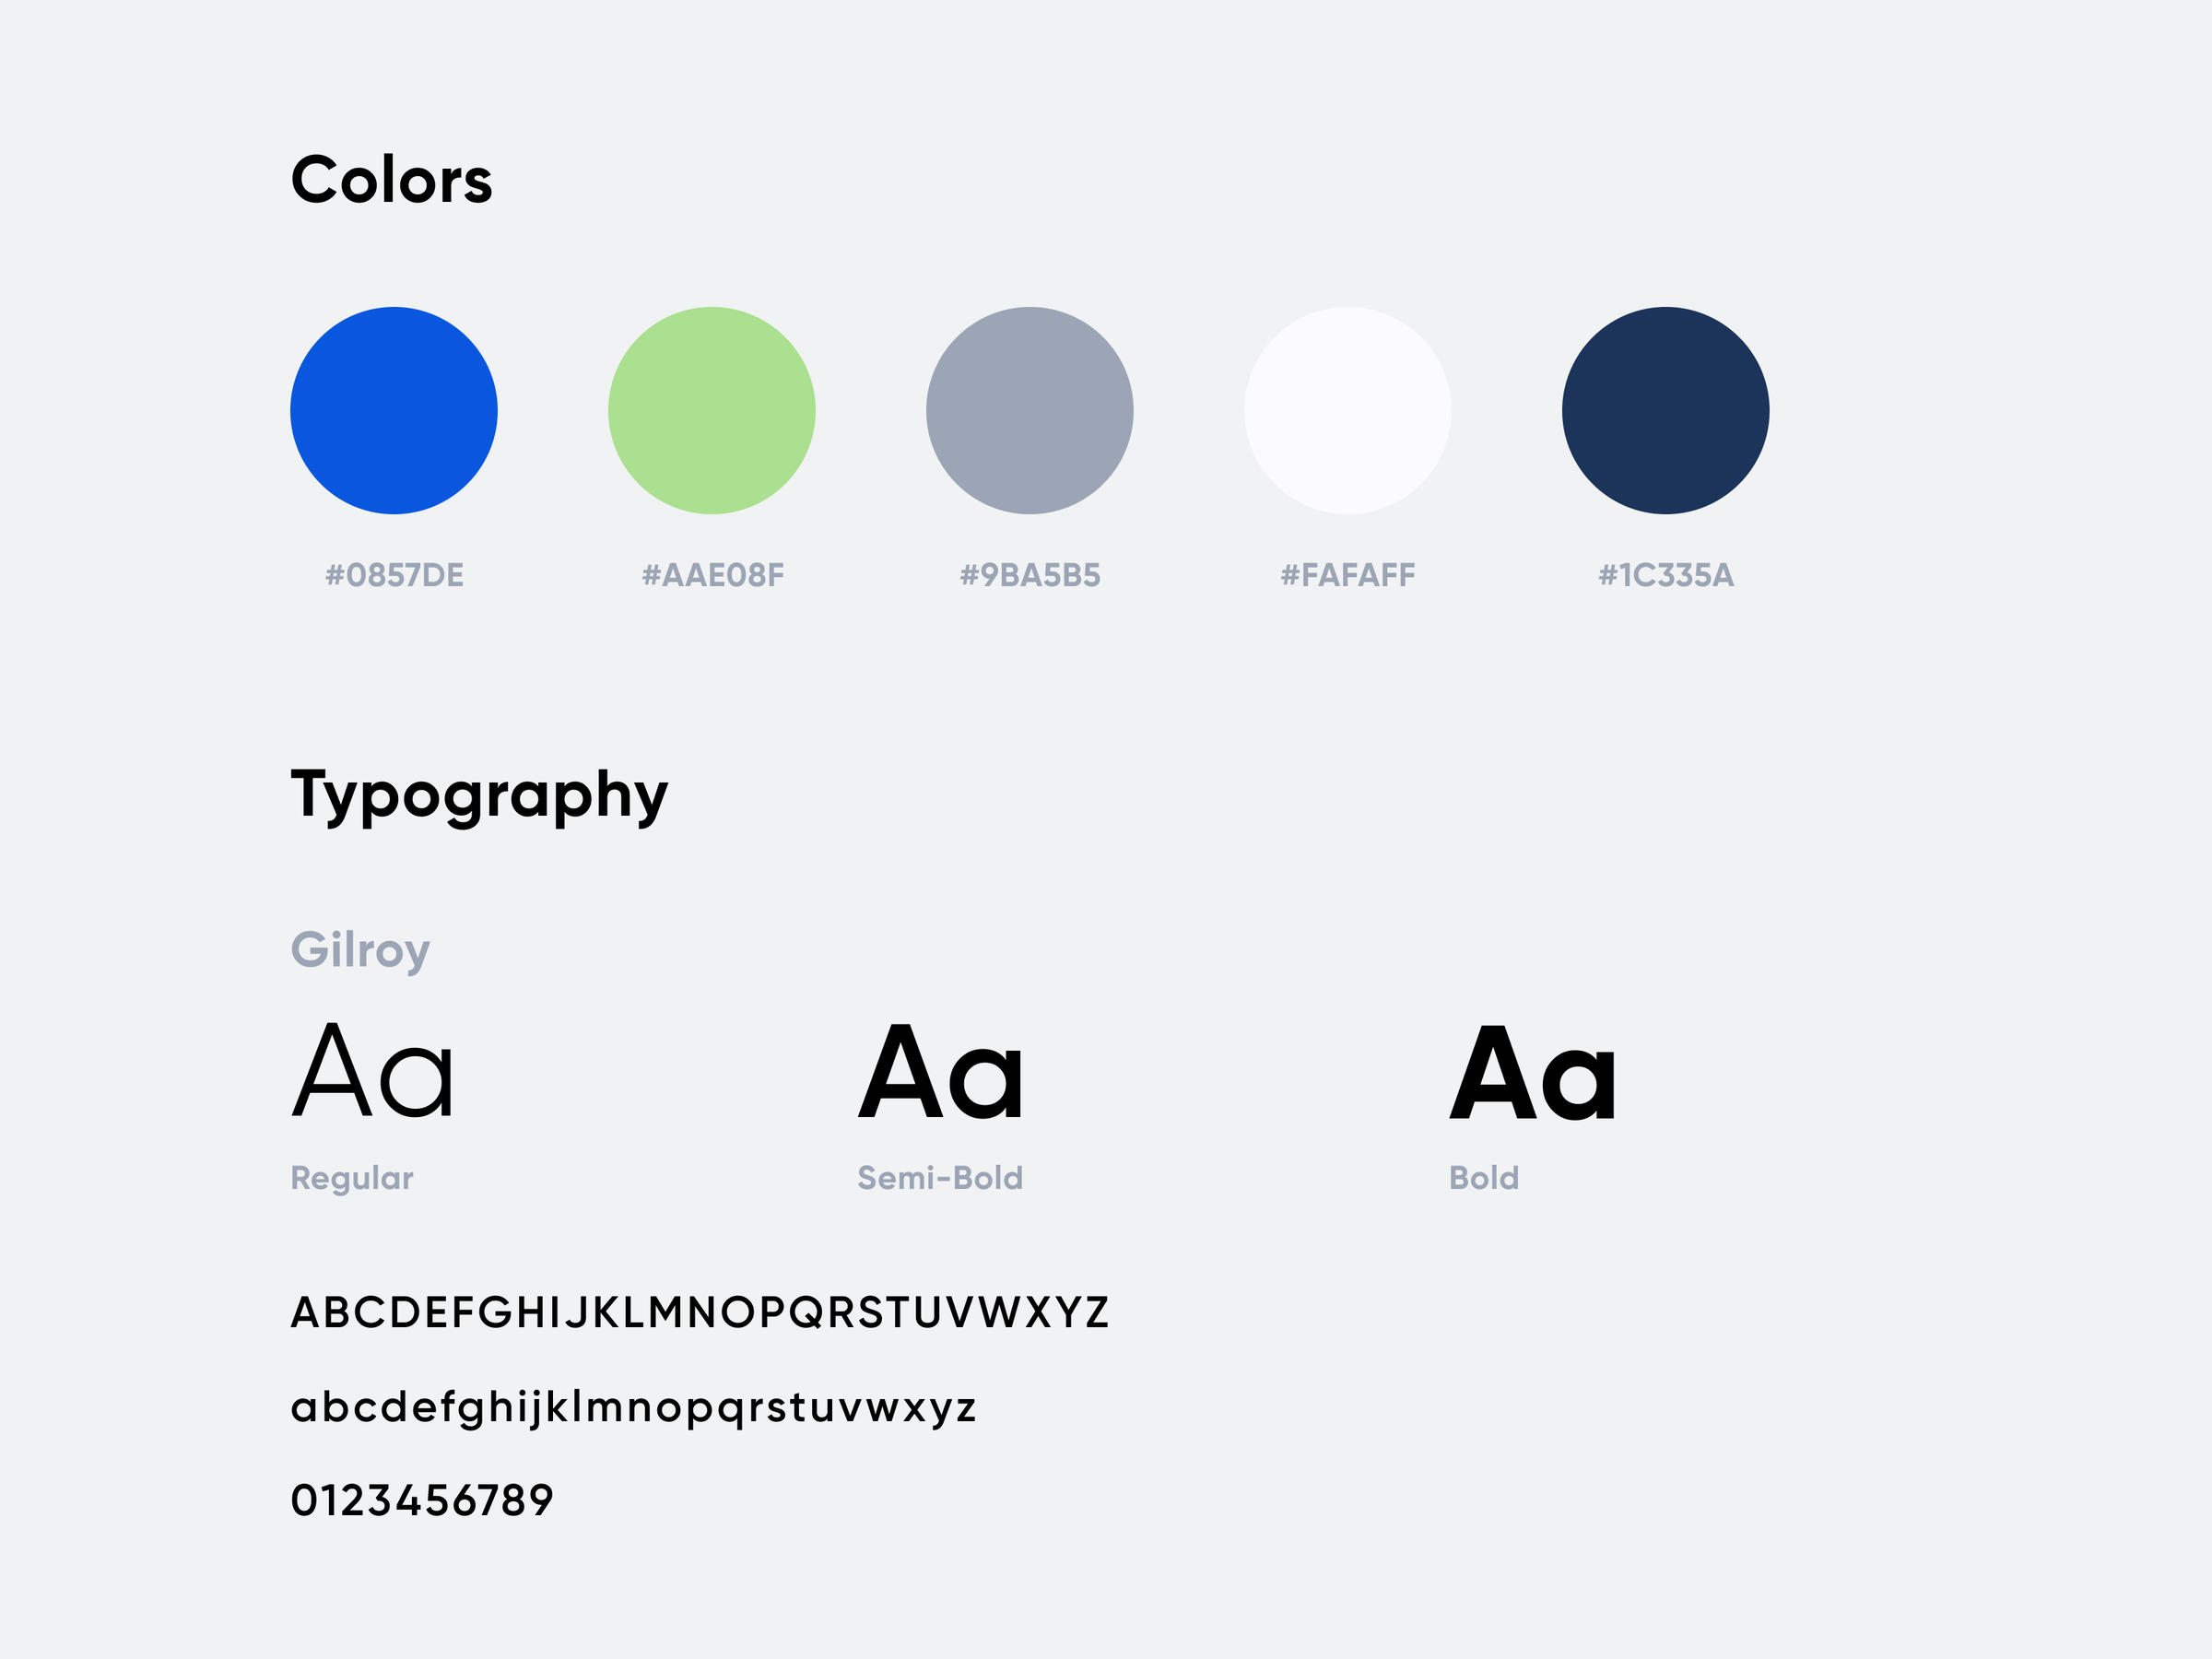 Colors
#0857DE #AAE08F #9BA5B5 #FAFAFF #1C335A
Typography
Gilroy
Aa Aa Aa
Regular Semi-Bold Bold
ABCDEFGHIJKLMNOPQRSTUVWXYZ
abcdefghijklmnopqrstuvwxyz
0123456789